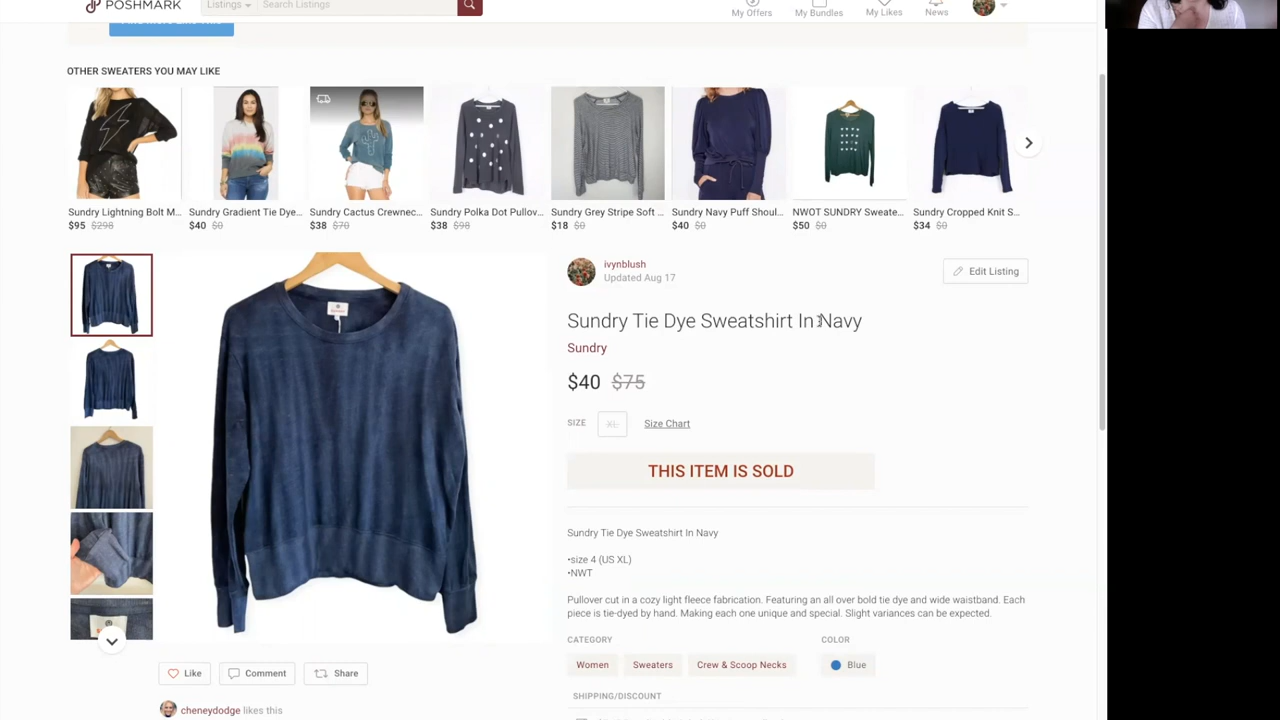 POSHMARK
Listings
Search Listings
My Offers
My Bundles
My Likes
News
OTHER SWEATERS YOU MAY LIKE
Sundry Lightning Bolt M...
$95 $298
Sundry Gradient Tie Dye...
$40 $0
Sundry Cactus Crewnec...
$38 $70
Sundry Polka Dot Pullov...
$38 $98
Sundry Grey Stripe Soft ...
$18 $0
Sundry Navy Puff Shoul...
$40 $0
NWOT SUNDRY Sweate...
$50 $0
Sundry Cropped Knit S...
$34 $0
ivynblush
Updated Aug 17
Edit Listing
Sundry Tie Dye Sweatshirt In Navy
Sundry
$40 $75
SIZE XL Size Chart
THIS ITEM IS SOLD
Sundry Tie Dye Sweatshirt In Navy
•size 4 (US XL)
•NWT
Pullover cut in a cozy light fleece fabrication. Featuring an all over bold tie dye and wide waistband. Each
piece is tie-dyed by hand. Making each one unique and special. Slight variances can be expected.
CATEGORY
Women Sweaters Crew & Scoop Necks
COLOR
Blue
SHIPPING/DISCOUNT
Like Comment Share
cheneydodge likes this